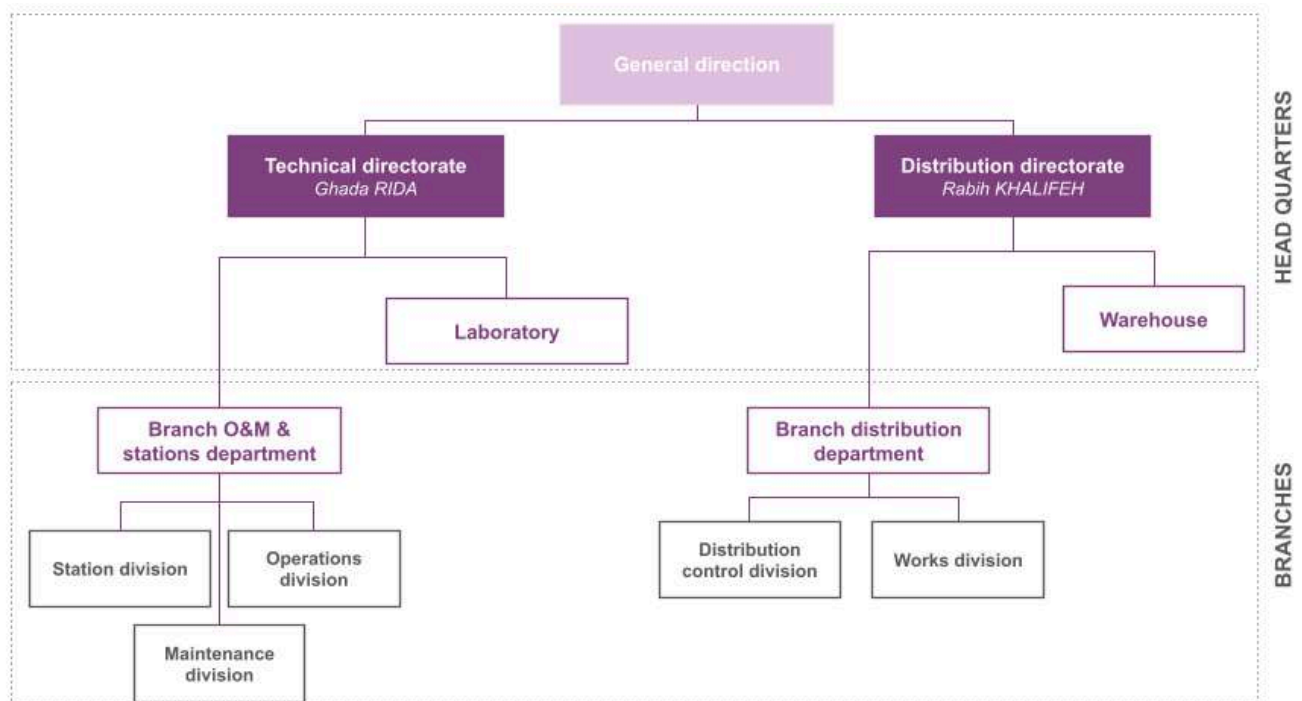 General direction
Technical directorate
Ghada RIDA
Distribution directorate
Rabih KHALIFEH
HEAD QUARTERS
Laboratory
Warehouse
Branch O&M &
stations department
Branch distribution
department
BRANCHES
Station division
Operations
division
Distribution
control division
Works division
Maintenance
division